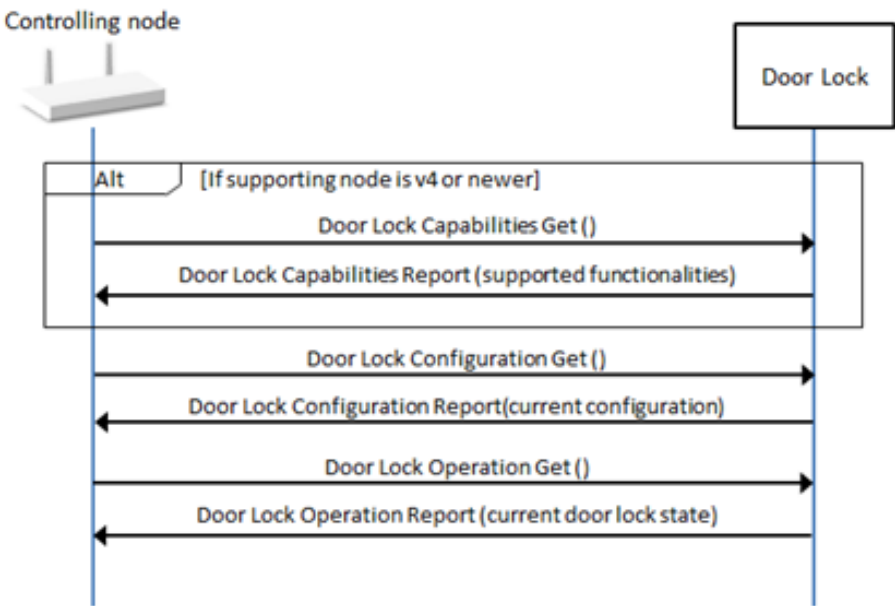 Controlling node
Door Lock
Alt [If supporting node is v4 or newer]
Door Lock Capabilities Get ()
Door Lock Capabilities Report (supported functionalities)
Door Lock Configuration Get ()
Door Lock Configuration Report(current configuration)
Door Lock Operation Get ()
Door Lock Operation Report (current door lock state)